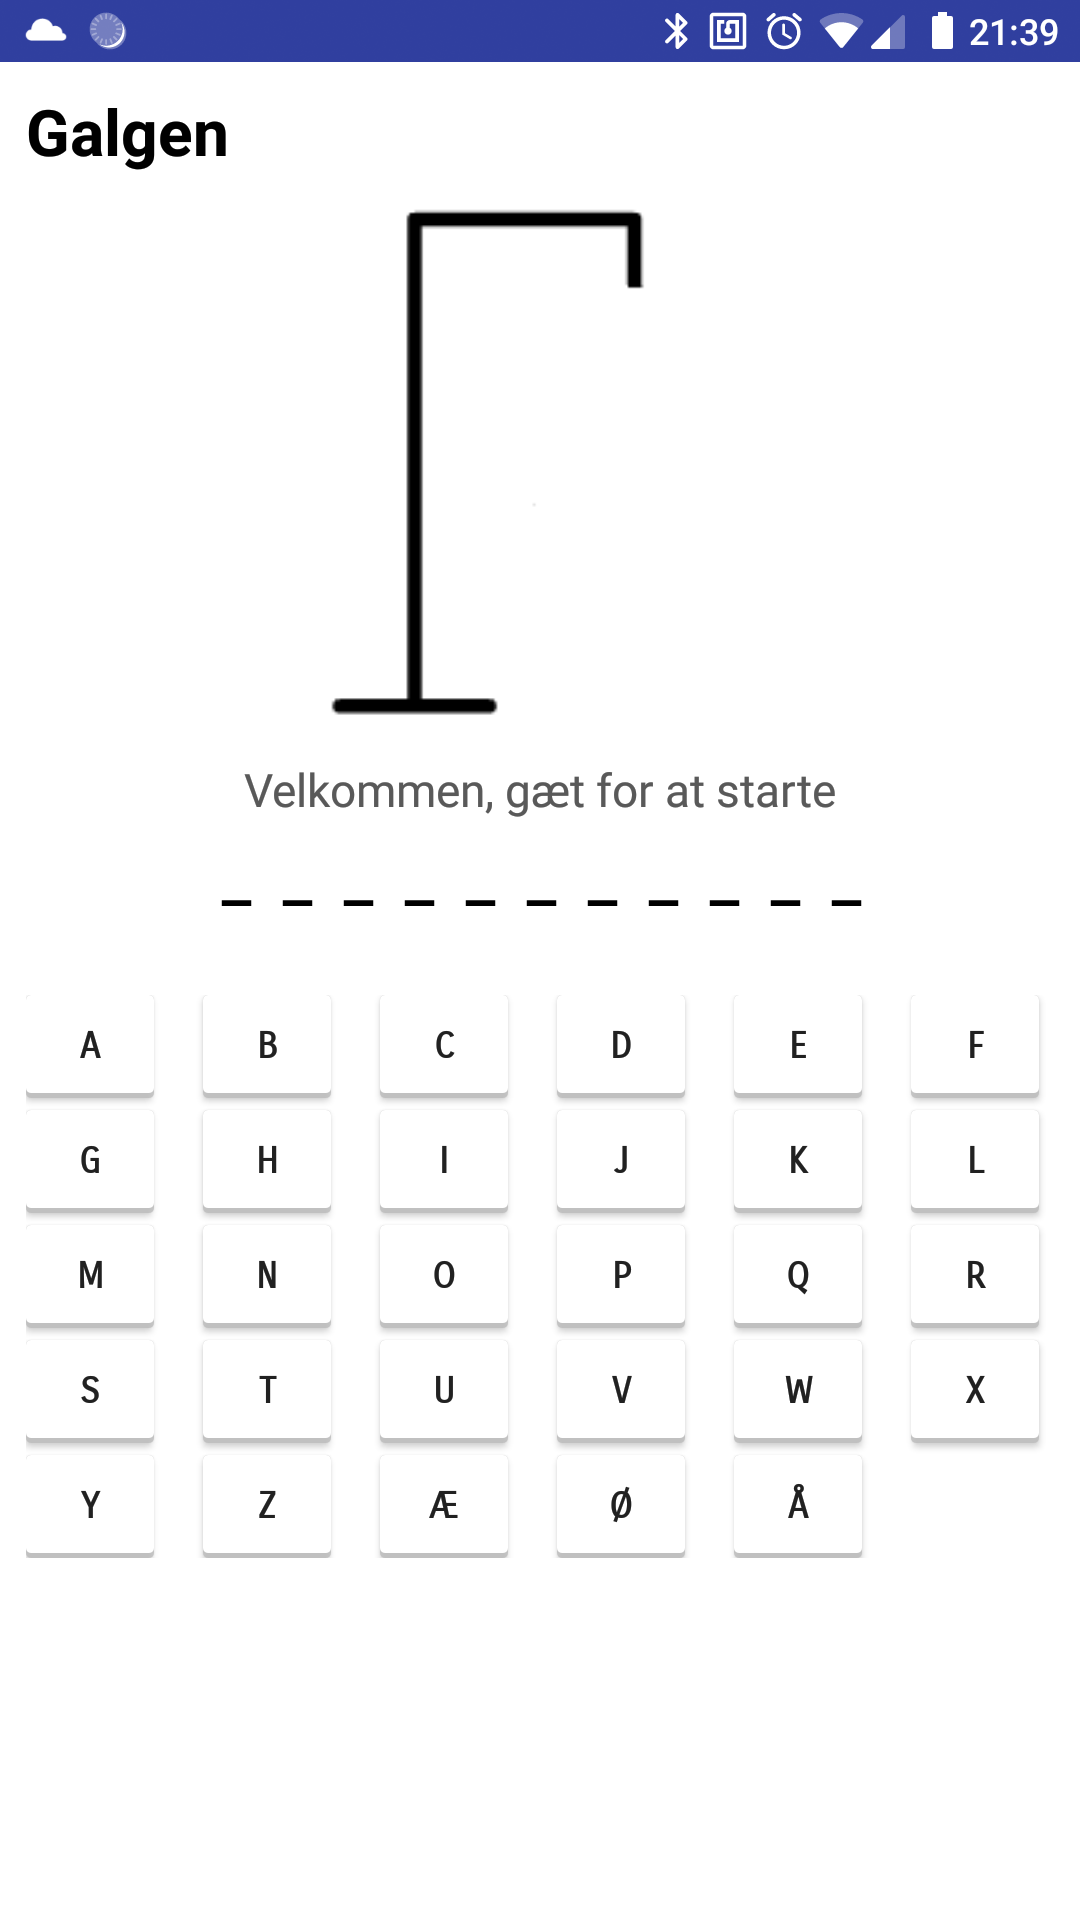 21:39
Galgen
Velkommen, gæt for at starte
_ _ _ _ _ _ _ _ _ _ _
A B C D E F
G H I J K L
M N O P Q R
S T U V W X
Y Z Æ Ø Å